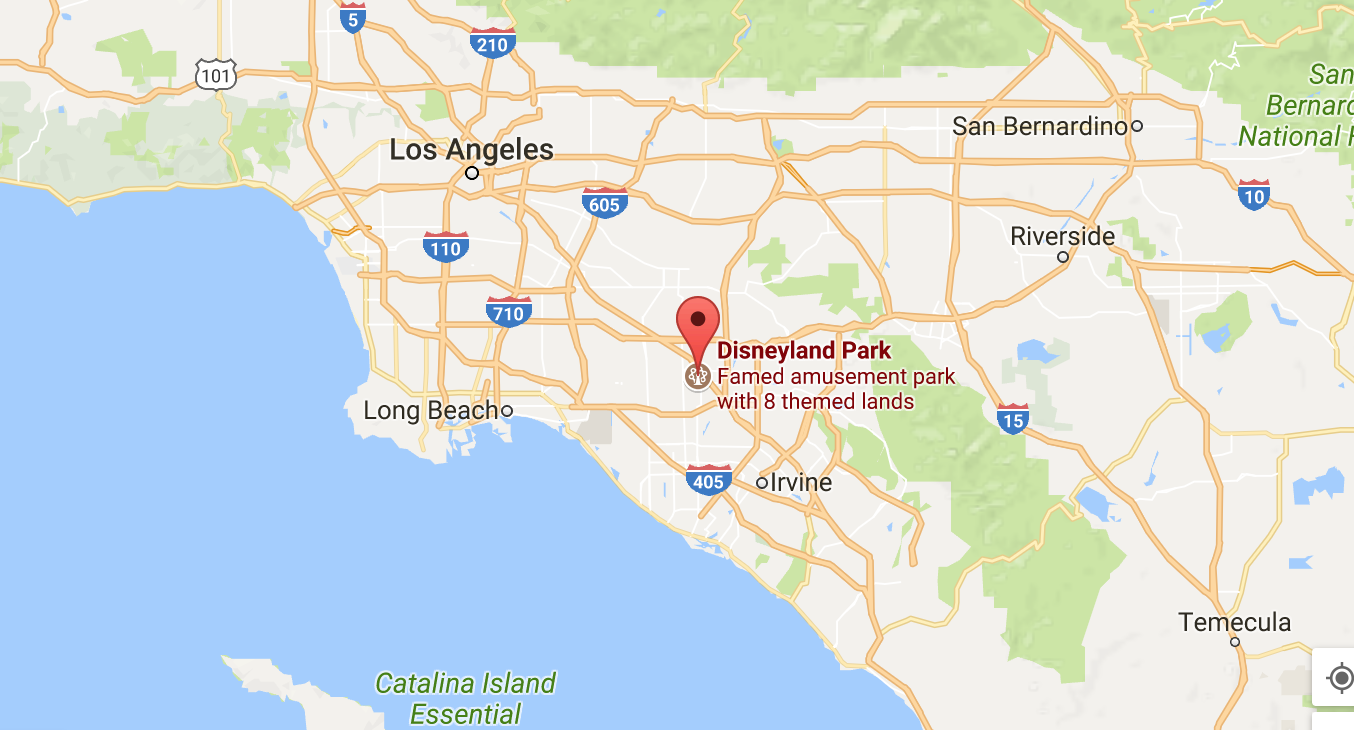 5
210
101
San
Bernard
National F
Los Angeles
San Bernardino
605
10
110
Riverside
710
Disneyland Park
Famed amusement park
with 8 themed lands
Long Beach
15
405
Irvine
Temecula
Catalina Island
Essential